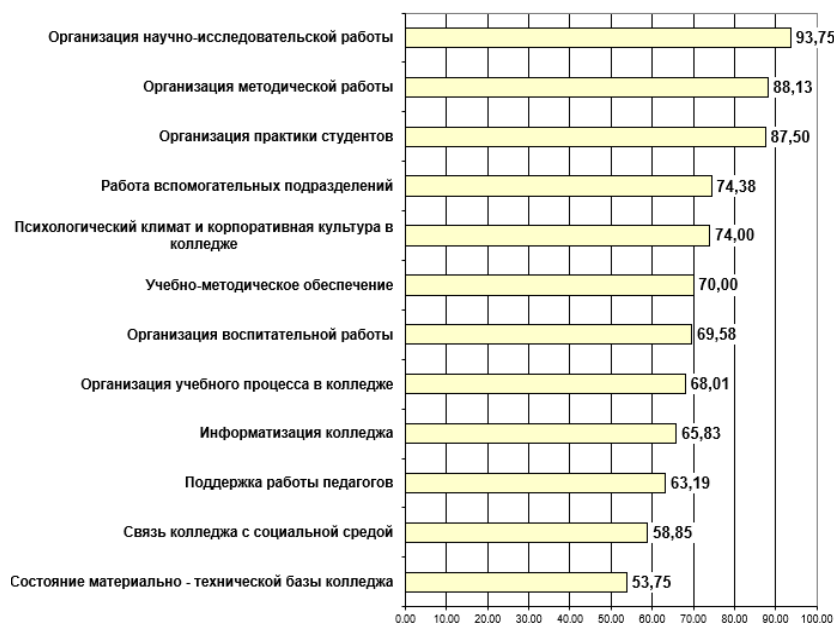 Организация научно-исследовательской работы 93,75
Организация методической работы 88,13
Организация практики студентов 87,50
Работа вспомогательных подразделений 74,38
Психологический климат и корпоративная культура в
колледже 74,00
Учебно-методическое обеспечение 70,00
Организация воспитательной работы 69,58
Организация учебного процесса в колледже 68,01
Информатизация колледжа 65,83
Поддержка работы педагогов 63,19
Связь колледжа с социальной средой 58,85
Состояние материально - технической базы колледжа 53,75
0.00 10.00 20.00 30.00 40.00 50.00 60.00 70.00 80.00 90.00 100.00